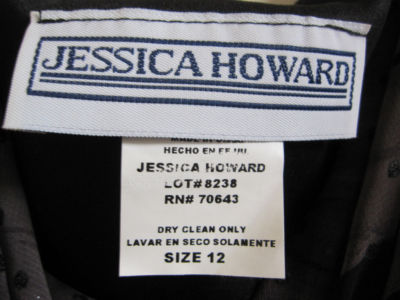 JESSICA HOWARD
HECHO EN EE.UU.
JESSICA HOWARD
LOT# 8238
RN# 70643
DRY CLEAN ONLY
LAVAR EN SECO SOLAMENTE
SIZE 12